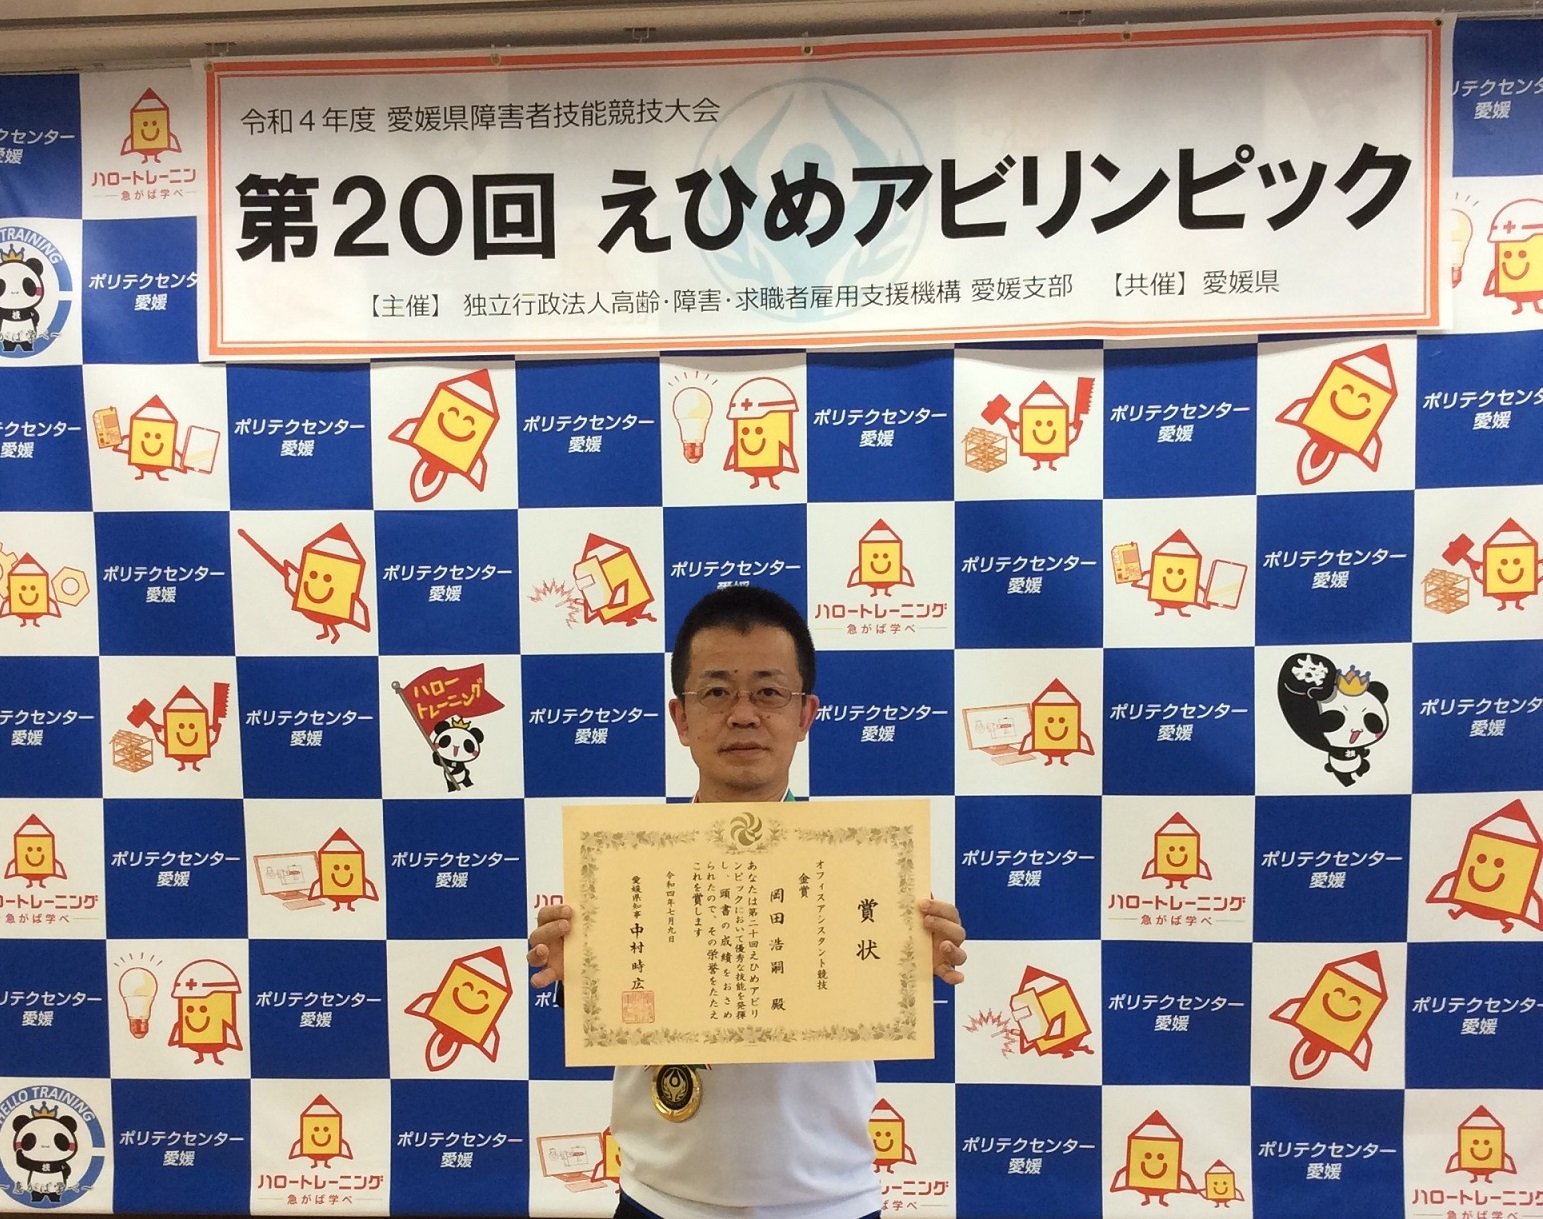 令和４年度 愛媛県障害者技能競技大会
第20回 えひめアビリンピック
【主催】 独立行政法人高齢・障害・求職者雇用支援機構 愛媛支部 【共催】 愛媛県
ポリテクセンター
愛媛
ハロートレーニング
急がば学べ
HELLO TRAINING
～急がば学べ～
ハロー
トレーニング
賞状
オフィスアシスタント競技
金賞
岡田浩嗣 殿
あなたは第二十回えひめアビリ
ンピックにおいて優秀な技能を発揮
し、頭書の成績をおさめ
られたので、その栄誉をたたえ
これを賞します
令和四年七月九日
愛媛県知事 中村時広